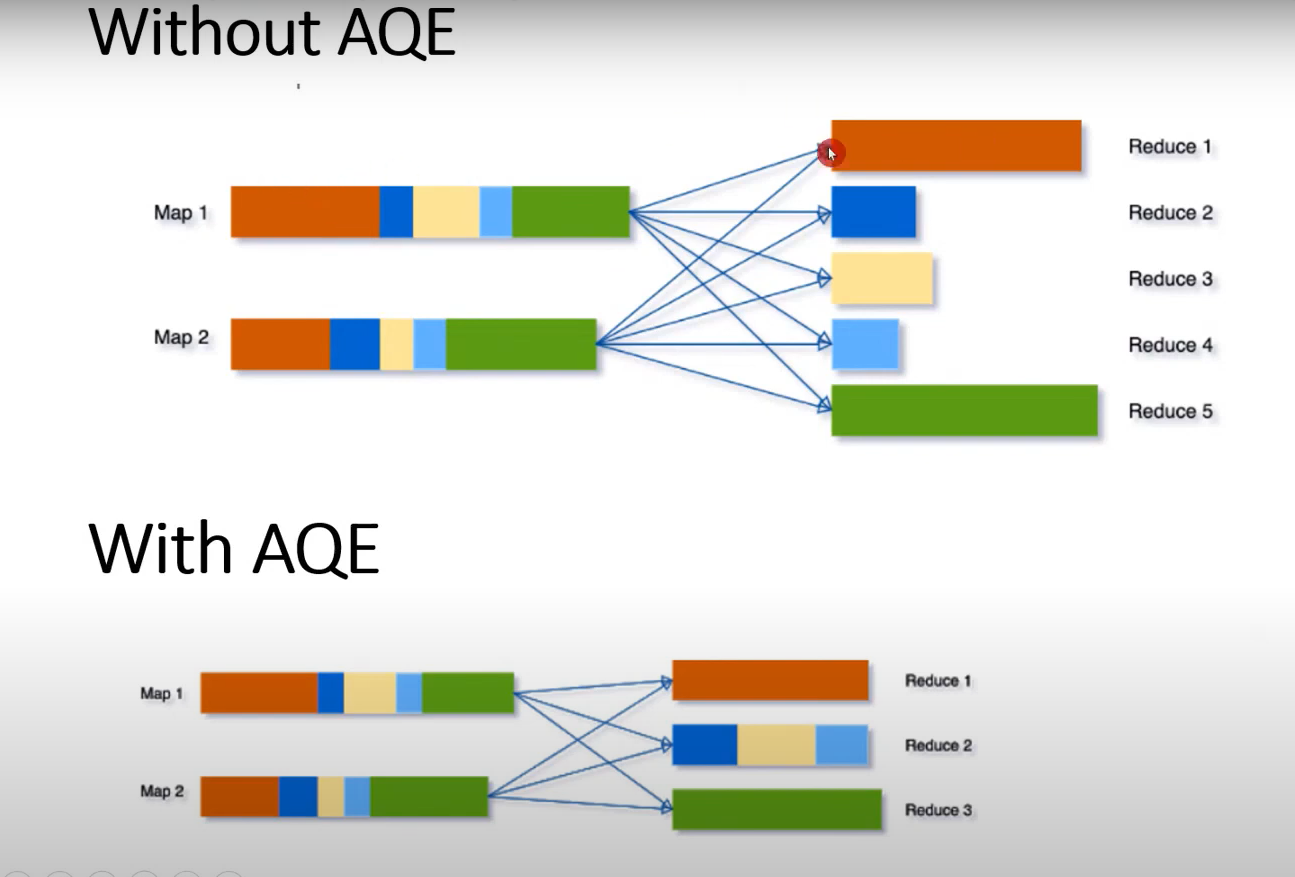 Without AQE
Map 1
Map 2
Reduce 1
Reduce 2
Reduce 3
Reduce 4
Reduce 5
With AQE
Map 1
Map 2
Reduce 1
Reduce 2
Reduce 3